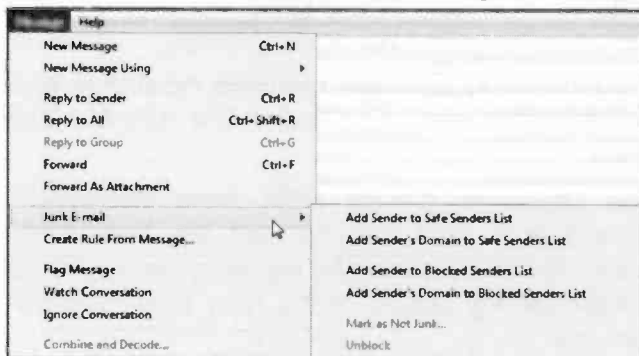 Help
New Message Ctrl+N
New Message Using
Reply to Sender Ctrl+R
Reply to All Ctrl+Shift+R
Reply to Group Ctrl+G
Forward Ctrl+F
Forward As Attachment
Junk E-mail
Create Rule From Message...
Flag Message
Watch Conversation
Ignore Conversation
Combine and Decode...
Add Sender to Safe Senders List
Add Sender's Domain to Safe Senders List
Add Sender to Blocked Senders List
Add Sender's Domain to Blocked Senders List
Mark as Not Junk...
Unblock